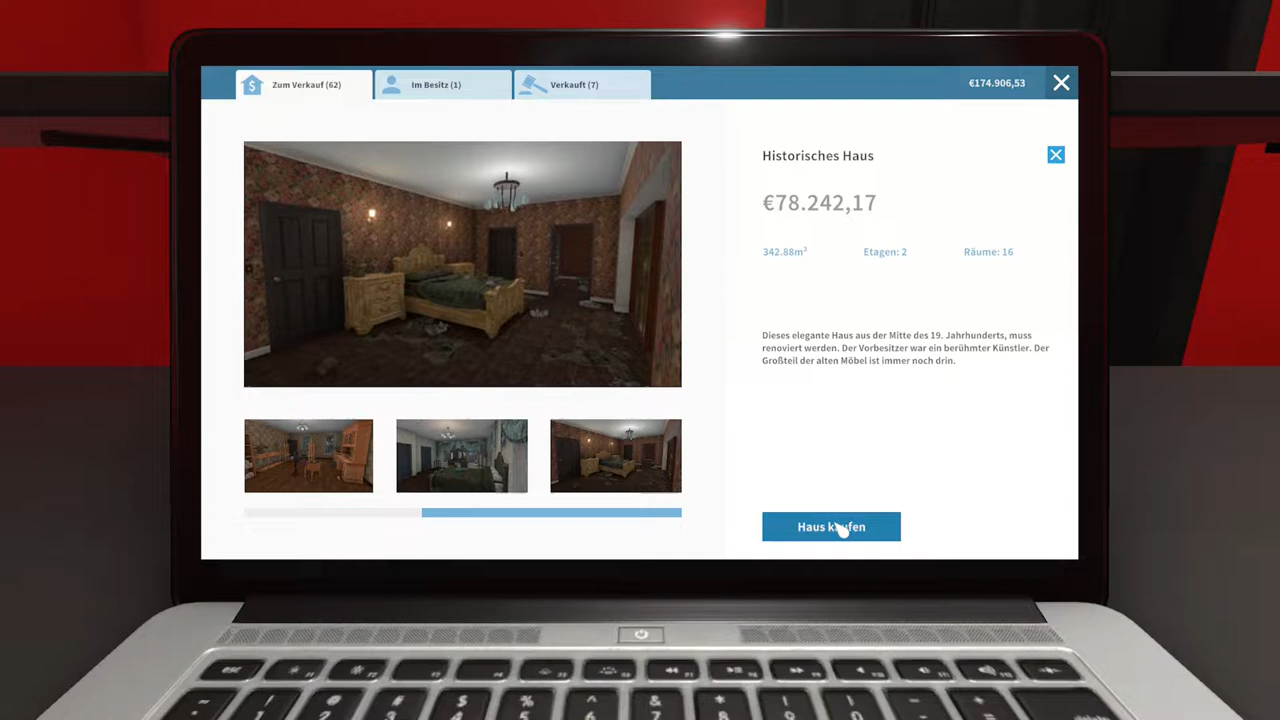 Zum Verkauf (62)
Im Besitz (1)
Verkauft (7)
€174.906,53
Historisches Haus
€78.242,17
342.88m²
Etagen: 2
Räume: 16
Dieses elegante Haus aus der Mitte des 19. Jahrhunderts, muss
renoviert werden. Der Vorbesitzer war ein berühmter Künstler. Der
Großteil der alten Möbel ist immer noch drin.
Haus kaufen
esc